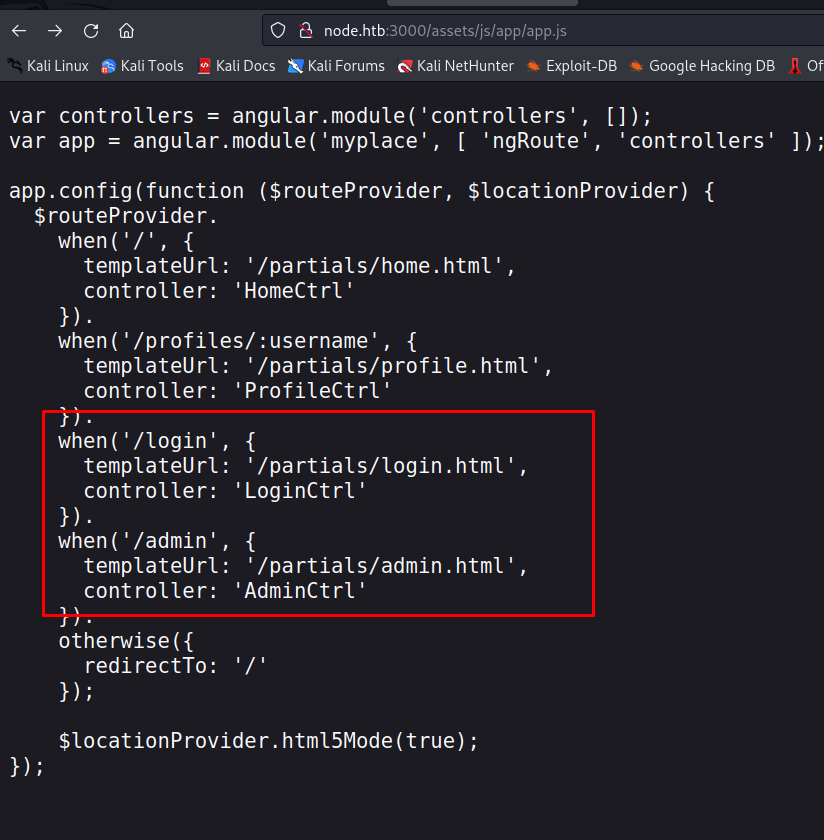 node.htb:3000/assets/js/app/app.js
Kali Linux Kali Tools Kali Docs Kali Forums Kali NetHunter Exploit-DB Google Hacking DB Of
var controllers = angular.module('controllers', []);
var app = angular.module('myplace', [ 'ngRoute', 'controllers' ]);

app.config(function ($routeProvider, $locationProvider) {
  $routeProvider.
    when('/', {
      templateUrl: '/partials/home.html',
      controller: 'HomeCtrl'
    }).
    when('/profiles/:username', {
      templateUrl: '/partials/profile.html',
      controller: 'ProfileCtrl'
    }).
    when('/login', {
      templateUrl: '/partials/login.html',
      controller: 'LoginCtrl'
    }).
    when('/admin', {
      templateUrl: '/partials/admin.html',
      controller: 'AdminCtrl'
    }).
    otherwise({
      redirectTo: '/'
    });

    $locationProvider.html5Mode(true);
});